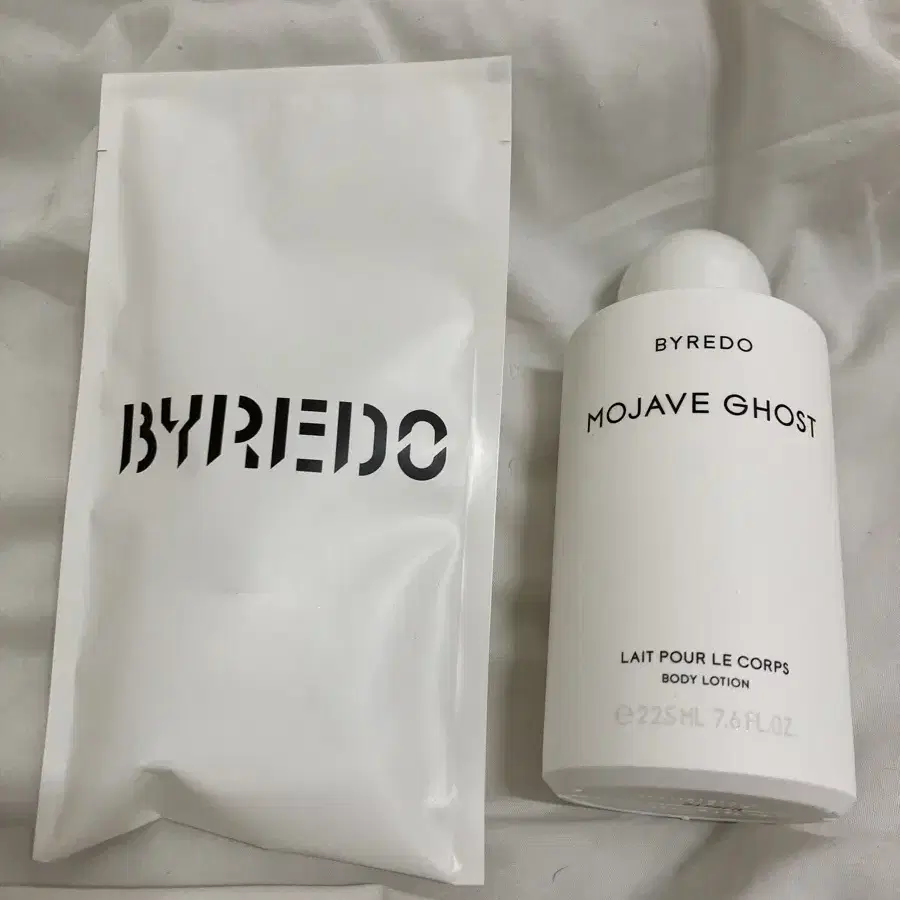 BYREDO
BYREDO
MOJAVE GHOST
LAIT POUR LE CORPS
BODY LOTION
℮ 225 ML 7.6 FL.OZ.